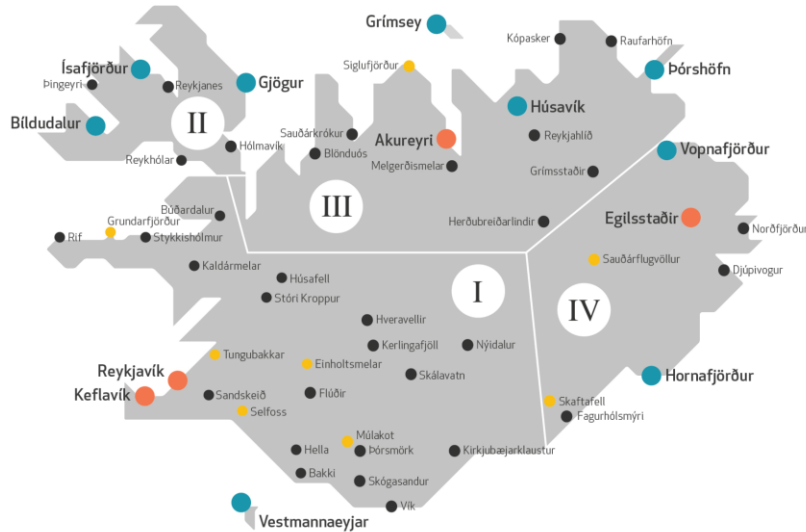 Grímsey
Kópasker
Raufarhöfn
Siglufjörður
Ísafjörður
Þórshöfn
Þingeyri
Reykjanes
Gjögur
Húsavík
Bíldudalur
II
Sauðárkrókur
Akureyri
Reykjahlíð
Hólmavík
Blönduós
Vopnafjörður
Reykhólar
Melgerðismelar
Grímsstaðir
III
Búðardalur
Grundarfjörður
Herðubreiðarlindir
Egilsstaðir
Norðfjörður
Rif
Stykkishólmur
Sauðárflugvöllur
Kaldármelar
Djúpivogur
Húsafell
I
Stóri Kroppur
IV
Hveravellir
Kerlingafjöll
Nýidalur
Tungubakkar
Einholtsmelar
Reykjavík
Skálavatn
Hornafjörður
Keflavík
Sandskeið
Flúðir
Skaftafell
Selfoss
Fagurhólsmýri
Múlakot
Hella
Þórsmörk
Kirkjubæjarklaustur
Bakki
Skógasandur
Vík
Vestmannaeyjar